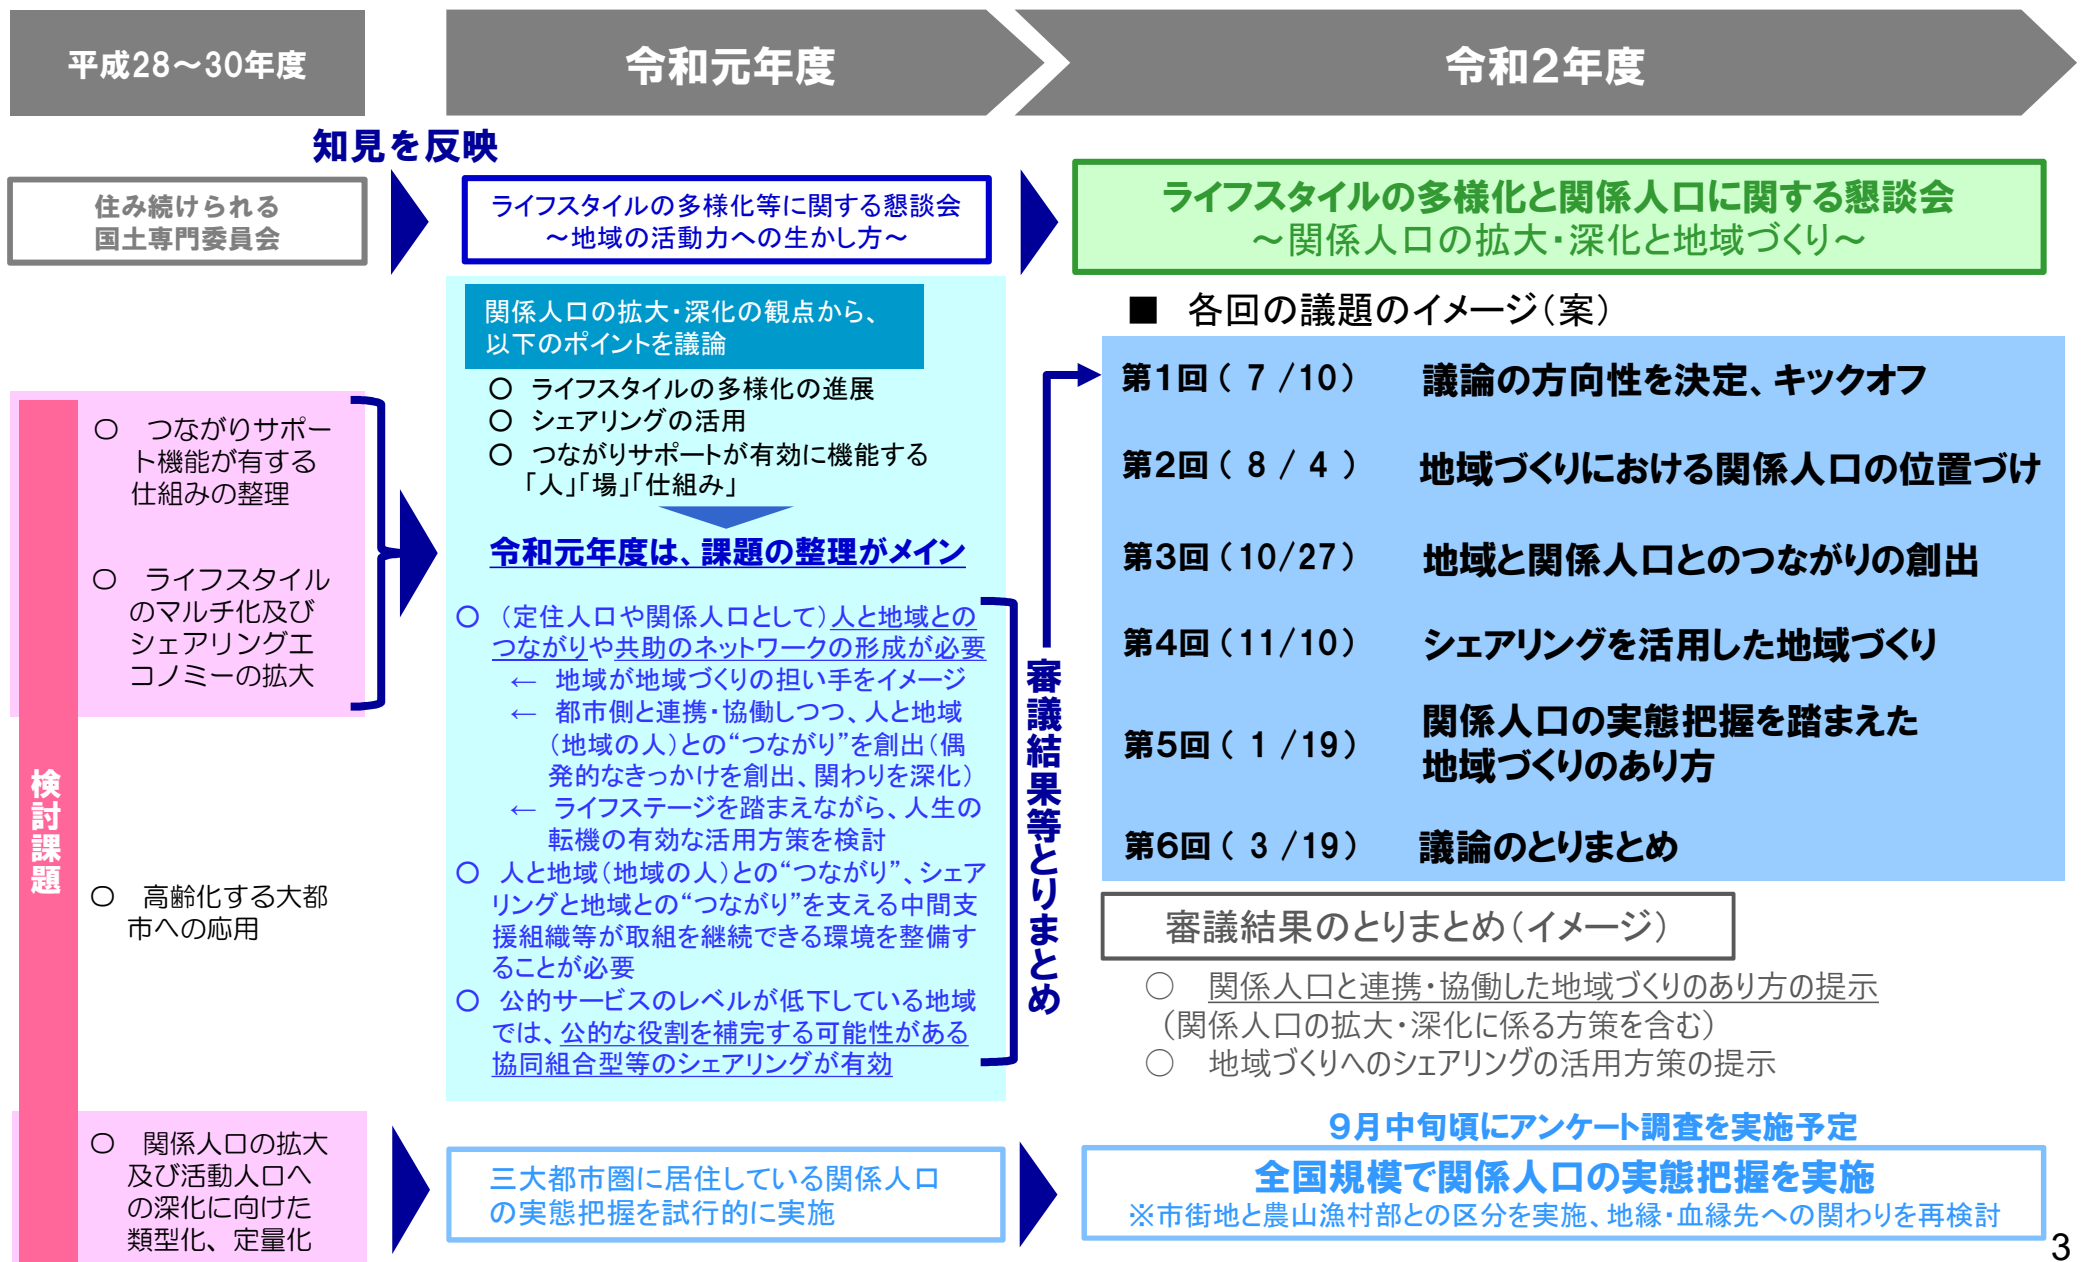 平成28～30年度
令和元年度
令和2年度
知見を反映
住み続けられる
国土専門委員会
ライフスタイルの多様化等に関する懇談会
～地域の活動力への生かし方～
ライフスタイルの多様化と関係人口に関する懇談会
～関係人口の拡大・深化と地域づくり～
検討課題
○ つながりサポー
ト機能が有する
仕組みの整理
○ ライフスタイル
のマルチ化及び
シェアリングエ
コノミーの拡大
○ 高齢化する大都
市への応用
○ 関係人口の拡大
及び活動人口へ
の深化に向けた
類型化、定量化
関係人口の拡大・深化の観点から、
以下のポイントを議論
○ ライフスタイルの多様化の進展
○ シェアリングの活用
○ つながりサポートが有効に機能する
「人」「場」「仕組み」
令和元年度は、課題の整理がメイン
○ （定住人口や関係人口として）人と地域との
つながりや共助のネットワークの形成が必要
← 地域が地域づくりの担い手をイメージ
← 都市側と連携・協働しつつ、人と地域
（地域の人）との“つながり”を創出（偶
発的なきっかけを創出、関わりを深化）
← ライフステージを踏まえながら、人生の
転機の有効な活用方策を検討
○ 人と地域（地域の人）との“つながり”、シェア
リングと地域との“つながり”を支える中間支
援組織等が取組を継続できる環境を整備す
ることが必要
○ 公的サービスのレベルが低下している地域
では、公的な役割を補完する可能性がある
協同組合型等のシェアリングが有効
三大都市圏に居住している関係人口
の実態把握を試行的に実施
審議結果等とりまとめ
■ 各回の議題のイメージ（案）
第1回（ 7 /10） 議論の方向性を決定、キックオフ
第2回（ 8 / 4 ） 地域づくりにおける関係人口の位置づけ
第3回（10/27） 地域と関係人口とのつながりの創出
第4回（11/10） シェアリングを活用した地域づくり
第5回（ 1 /19） 関係人口の実態把握を踏まえた
地域づくりのあり方
第6回（ 3 /19） 議論のとりまとめ
審議結果のとりまとめ（イメージ）
○ 関係人口と連携・協働した地域づくりのあり方の提示
（関係人口の拡大・深化に係る方策を含む）
○ 地域づくりへのシェアリングの活用方策の提示
9月中旬頃にアンケート調査を実施予定
全国規模で関係人口の実態把握を実施
※市街地と農山漁村部との区分を実施、地縁・血縁先への関わりを再検討
3